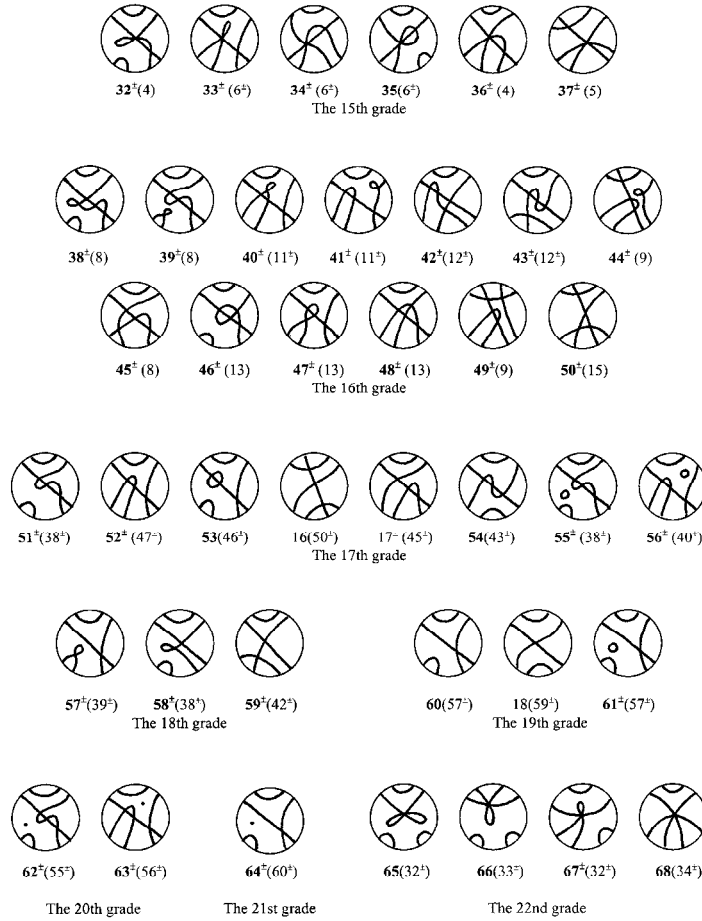 32±(4) 33± (6±) 34± (6±) 35(6±) 36± (4) 37± (5)
The 15th grade
38±(8) 39±(8) 40± (11±) 41± (11±) 42±(12±) 43±(12±) 44± (9)
45± (8) 46± (13) 47± (13) 48± (13) 49±(9) 50±(15)
The 16th grade
51±(38±) 52± (47±) 53(46±) 16(50±) 17± (45±) 54(43±) 55± (38±) 56± (40±)
The 17th grade
57±(39±) 58±(38±) 59±(42±)
The 18th grade
60(57±) 18(59±) 61±(57±)
The 19th grade
62±(55±) 63±(56±) 64±(60±) 65(32±) 66(33±) 67±(32±) 68(34±)
The 20th grade The 21st grade The 22nd grade